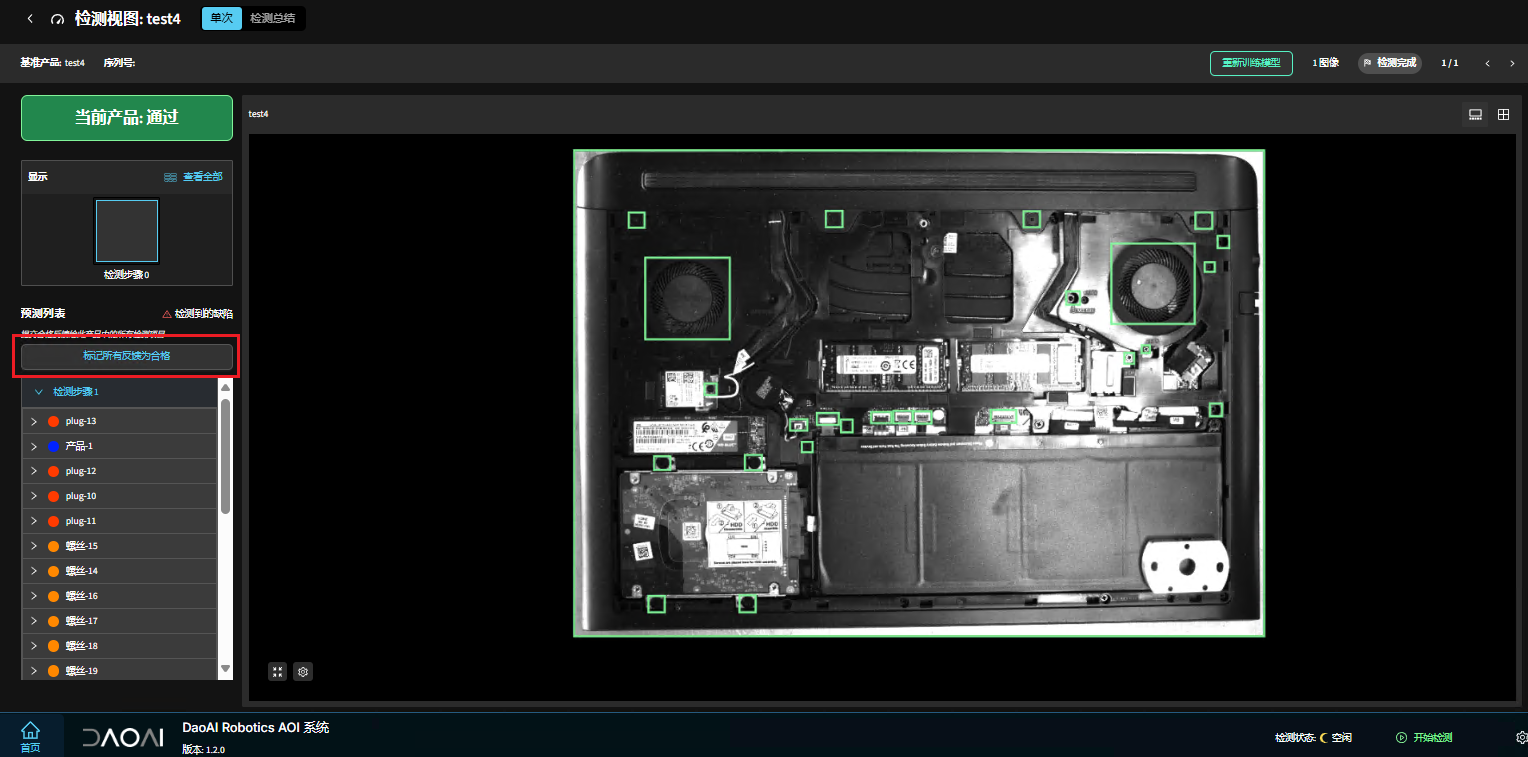 检测视图: test4
单次
检测总结
基准产品: test4
序列号:
重新训练模型
1 图像
检测完成
1 / 1
当前产品: 通过
test4
显示
查看全部
检测步骤 0
预测列表
检测到的缺陷
标记所有反馈为合格
检测步骤 1
plug-13
产品-1
plug-12
plug-10
plug-11
螺丝-15
螺丝-14
螺丝-16
螺丝-17
螺丝-18
螺丝-19
HDD
HDD
首页
DAOAI
DaoAI Robotics AOI 系统
版本: 1.2.0
检测状态:
空闲
开始检测